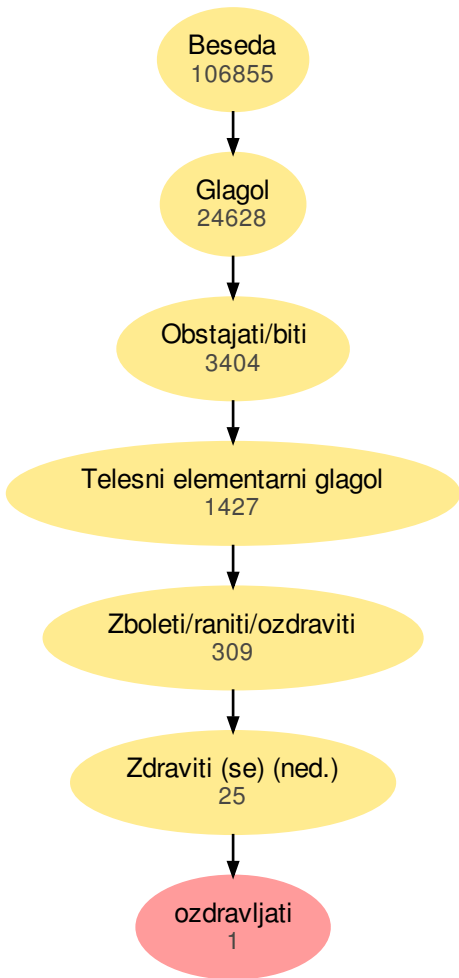 Beseda
106855
Glagol
24628
Obstajati/biti
3404
Telesni elementarni glagol
1427
Zboleti/raniti/ozdraviti
309
Zdraviti (se) (ned.)
25
ozdravljati
1